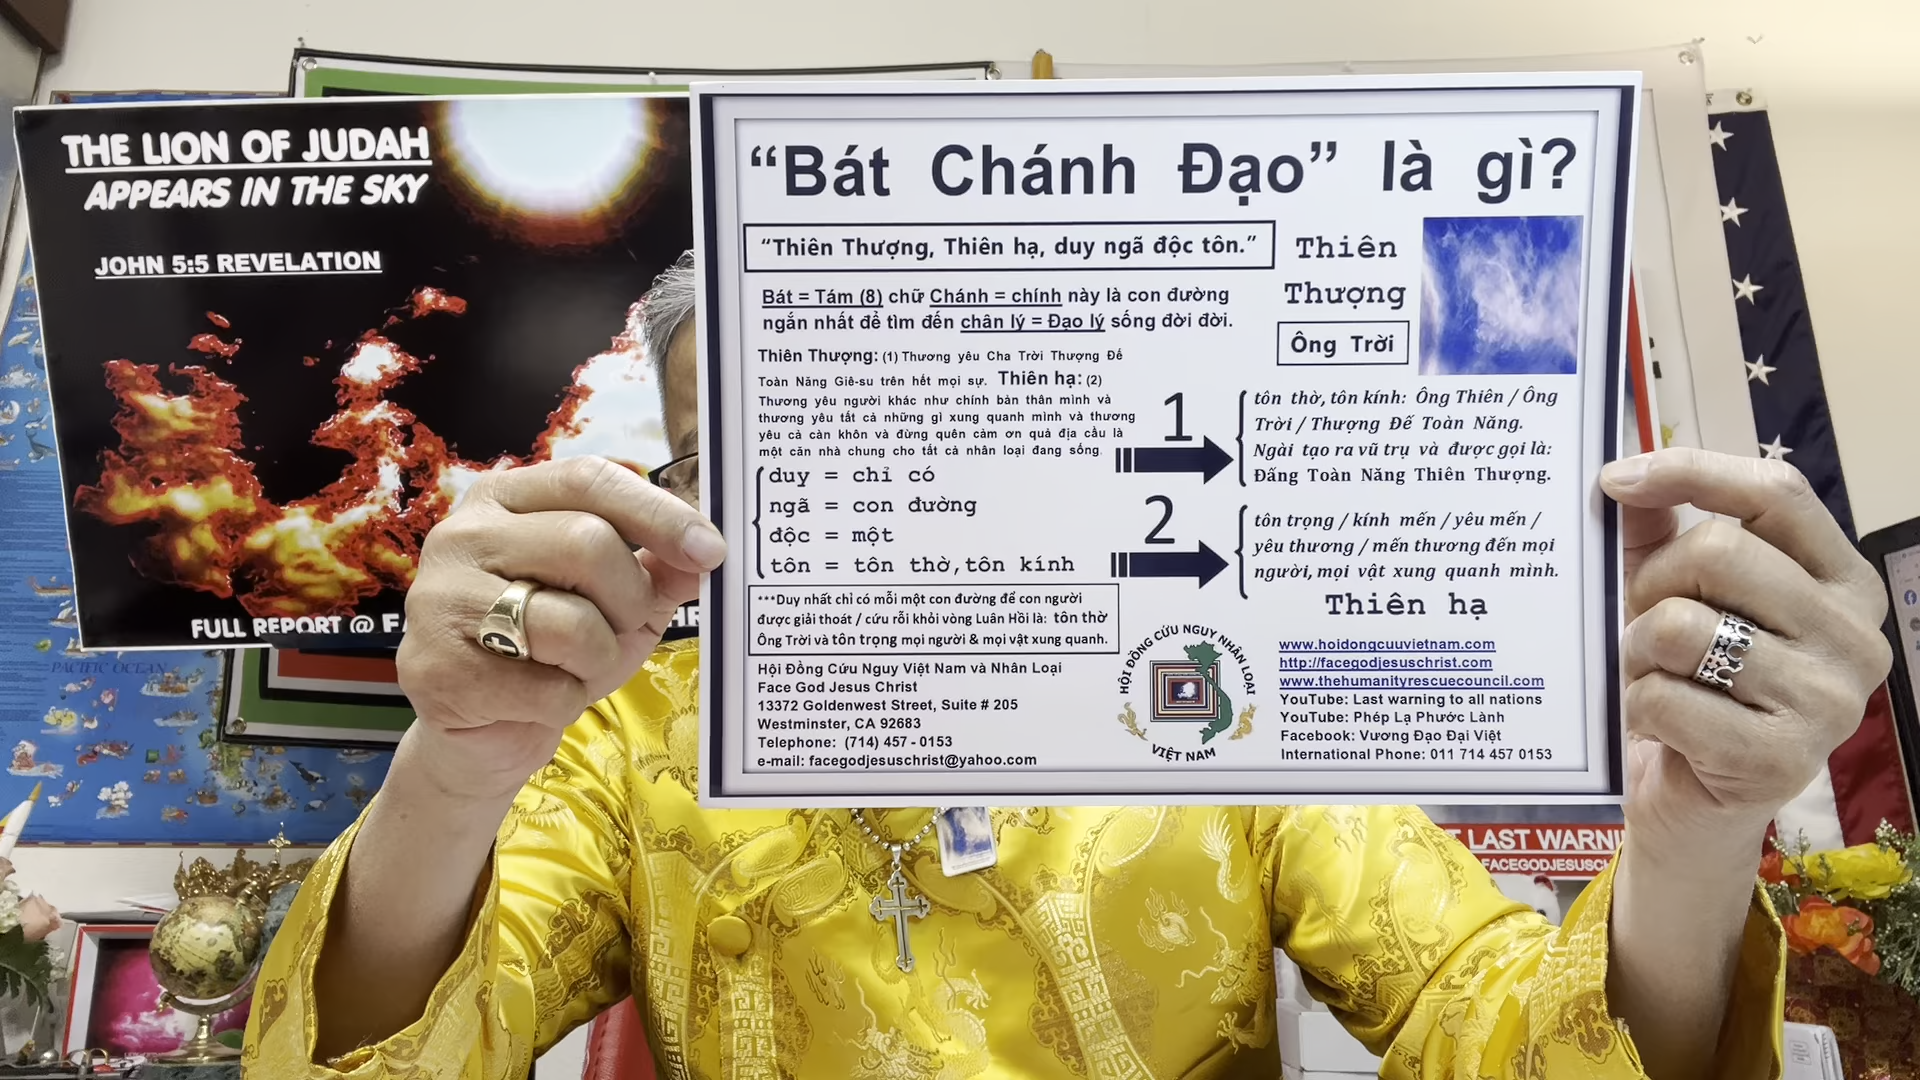 THE LION OF JUDAH
APPEARS IN THE SKY
JOHN 5:5 REVELATION
FULL REPORT @
PACIFIC OCEAN
“Bát Chánh Đạo” là gì?
“Thiên Thượng, Thiên hạ, duy ngã độc tôn.”
Thiên
Thượng
Ông Trời
Bát = Tám (8) chữ Chánh = chính này là con đường
ngắn nhất để tìm đến chân lý = Đạo lý sống đời đời.
Thiên Thượng: (1) Thương yêu Cha Trời Thượng Đế
Toàn Năng Giê-su trên hết mọi sự. Thiên hạ: (2)
Thương yêu người khác như chính bản thân mình và
thương yêu tất cả những gì xung quanh mình và thương
yêu cả càn khôn và đừng quên cảm ơn quả địa cầu là
một căn nhà chung cho tất cả nhân loại đang sống.
duy = chỉ có
ngã = con đường
độc = một
tôn = tôn thờ, tôn kính
1
tôn thờ, tôn kính: Ông Thiên / Ông
Trời / Thượng Đế Toàn Năng.
Ngài tạo ra vũ trụ và được gọi là:
Đấng Toàn Năng Thiên Thượng.
2
tôn trọng / kính mến / yêu mến /
yêu thương / mến thương đến mọi
người, mọi vật xung quanh mình.
Thiên hạ
***Duy nhất chỉ có mỗi một con đường để con người
được giải thoát / cứu rỗi khỏi vòng Luân Hồi là: tôn thờ
Ông Trời và tôn trọng mọi người & mọi vật xung quanh.
Hội Đồng Cứu Nguy Việt Nam và Nhân Loại
Face God Jesus Christ
13372 Goldenwest Street, Suite # 205
Westminster, CA 92683
Telephone: (714) 457 - 0153
e-mail: facegodjesuschrist@yahoo.com
HỘI ĐỒNG CỨU NGUY NHÂN LOẠI
VIỆT NAM
www.hoidongcuuvietnam.com
http://facegodjesuschrist.com
www.thehumanityrescuecouncil.com
YouTube: Last warning to all nations
YouTube: Phép Lạ Phước Lành
Facebook: Vương Đạo Đại Việt
International Phone: 011 714 457 0153
LAST